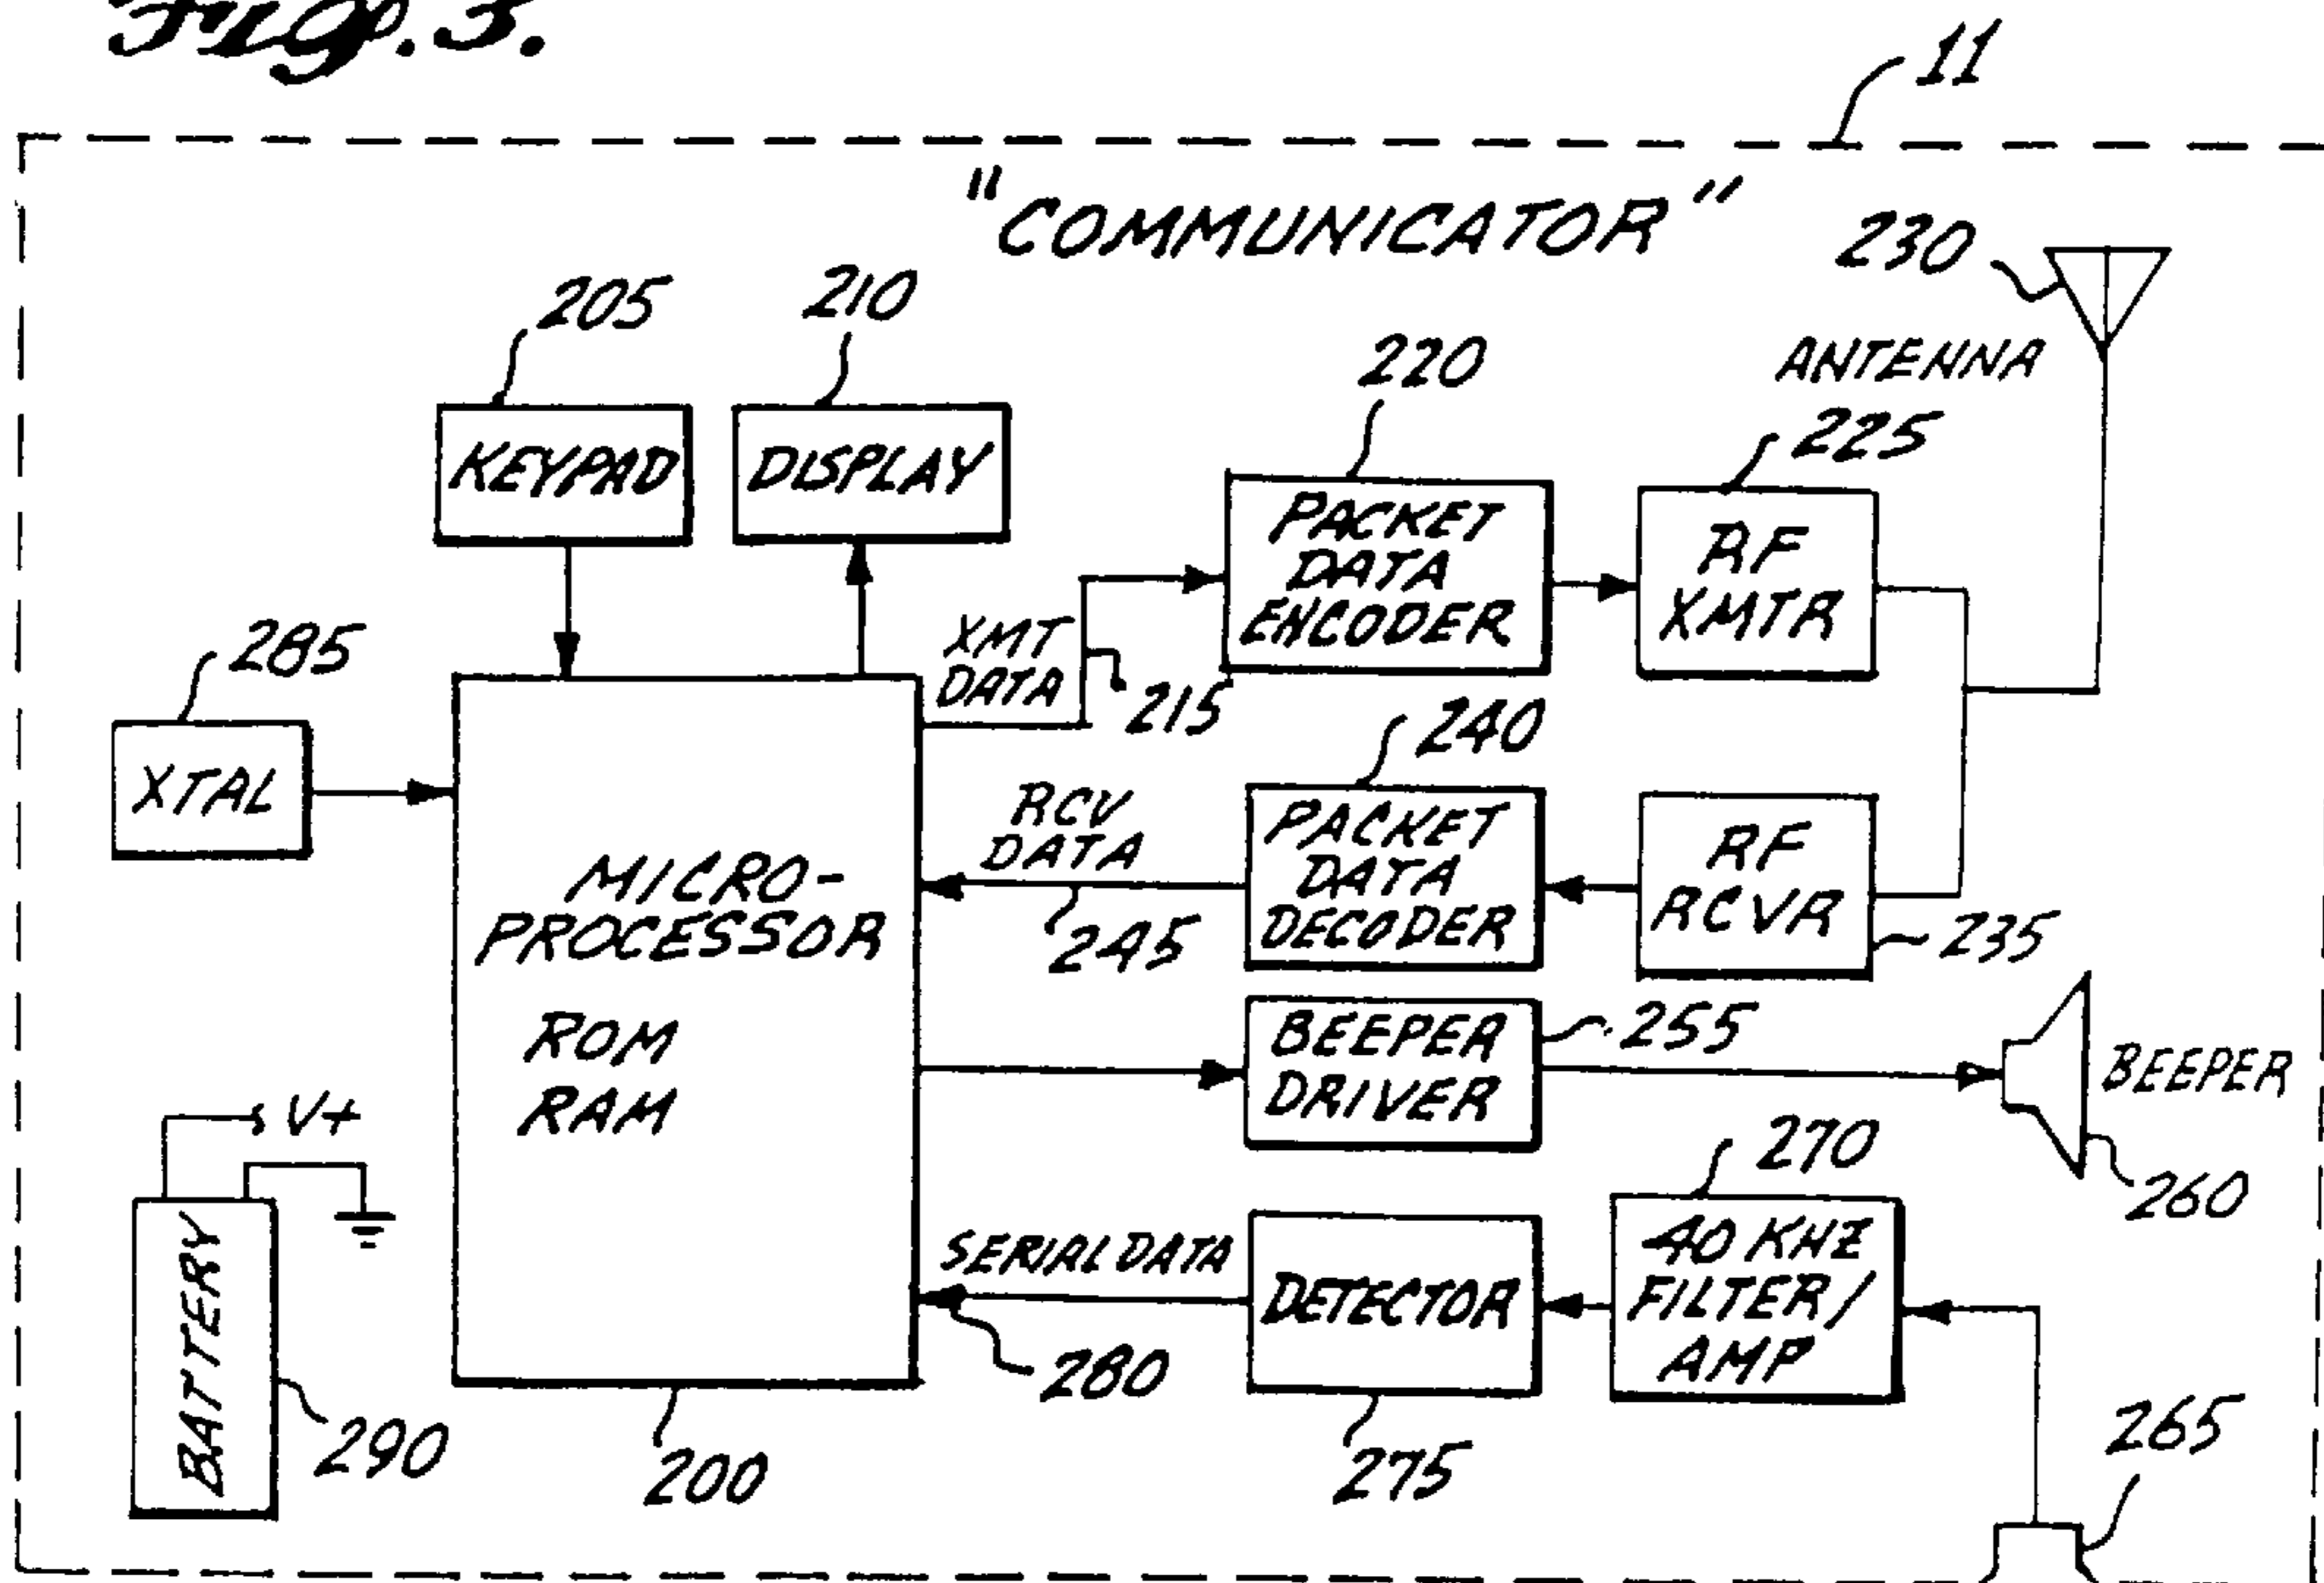 Fig. 3.
11
"COMMUNICATOR"
230
205
210
220
ANTENNA
225
KEYPAD
DISPLAY
PACKET
DATA
ENCODER
RF
XMTR
285
XMT
DATA
215
240
XTAL
RCV
DATA
PACKET
DATA
DECODER
RF
RCVR
MICRO-
PROCESSOR
245
235
ROM
RAM
BEEPER
DRIVER
255
BEEPER
V+
270
260
BATTERY
SERIAL DATA
DETECTOR
40 KHZ
FILTER/
AMP
280
290
200
275
265